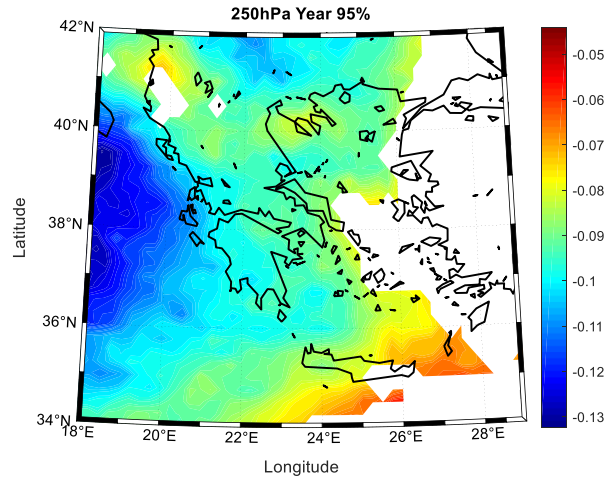 250hPa Year 95%
42°N
40°N
38°N
36°N
34°N
Latitude
18°E
20°E
22°E
24°E
26°E
28°E
Longitude
-0.05
-0.06
-0.07
-0.08
-0.09
-0.1
-0.11
-0.12
-0.13